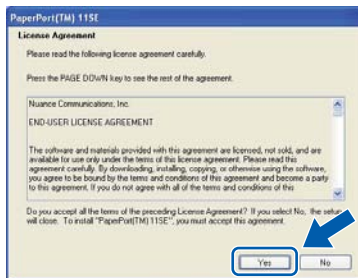 PaperPort(TM) 11SE
License Agreement
Please read the following license agreement carefully.
Press the PAGE DOWN key to see the rest of the agreement.
Nuance Communications, Inc.
END-USER LICENSE AGREEMENT
The software and materials provided with this agreement are licensed, not sold, and are
available for use only under the terms of this license agreement. Please read this
agreement carefully. By downloading, installing, copying, or otherwise using the software,
you agree to be bound by the terms and conditions of this agreement and become a party
to this agreement. If you do not agree with all of the terms and conditions of this
Do you accept all the terms of the preceding License Agreement? If you select No, the setup
will close. To install "PaperPort(TM) 11SE", you must accept this agreement.
Yes
No